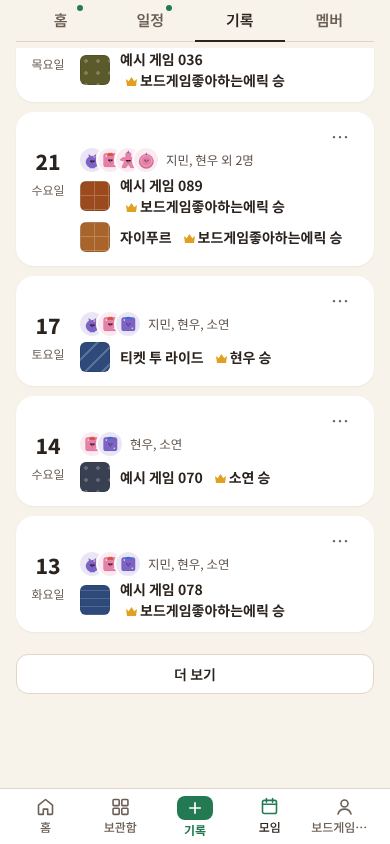 홈 일정 기록 멤버
예시 게임 036
목요일
보드게임좋아하는에릭 승
...
21
수요일
지민, 현우 외 2명
예시 게임 089
보드게임좋아하는에릭 승
자이푸르 보드게임좋아하는에릭 승
...
17
토요일
지민, 현우, 소연
티켓 투 라이드 현우 승
...
14
수요일
현우, 소연
예시 게임 070 소연 승
...
13
화요일
지민, 현우, 소연
예시 게임 078
보드게임좋아하는에릭 승
더 보기
홈 보관함 기록 모임 보드게임…